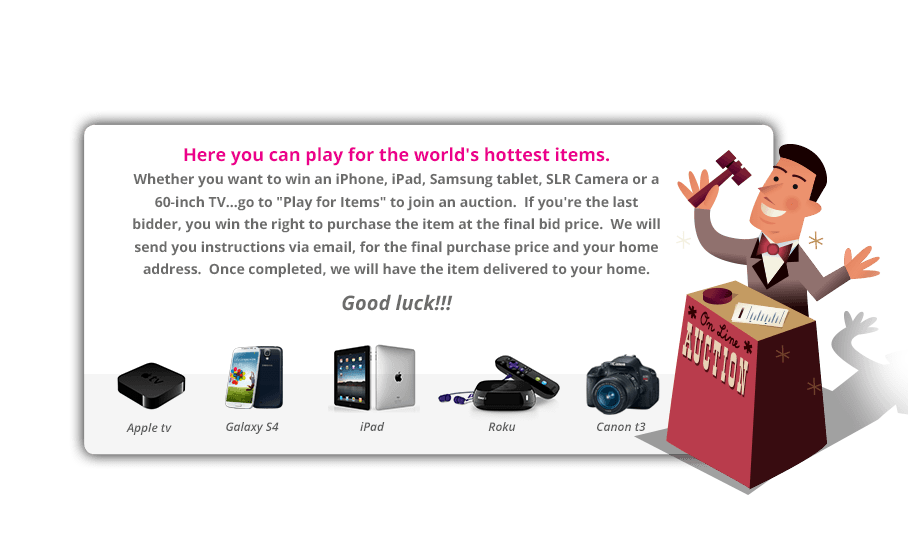 Here you can play for the world's hottest items.
Whether you want to win an iPhone, iPad, Samsung tablet, SLR Camera or a
60-inch TV...go to "Play for Items" to join an auction.  If you're the last
bidder, you win the right to purchase the item at the final bid price.  We will
send you instructions via email, for the final purchase price and your home
address.  Once completed, we will have the item delivered to your home.
Good luck!!!
tv
Apple tv
Galaxy S4
iPad
Roku
Canon t3
On Line
AUCTION